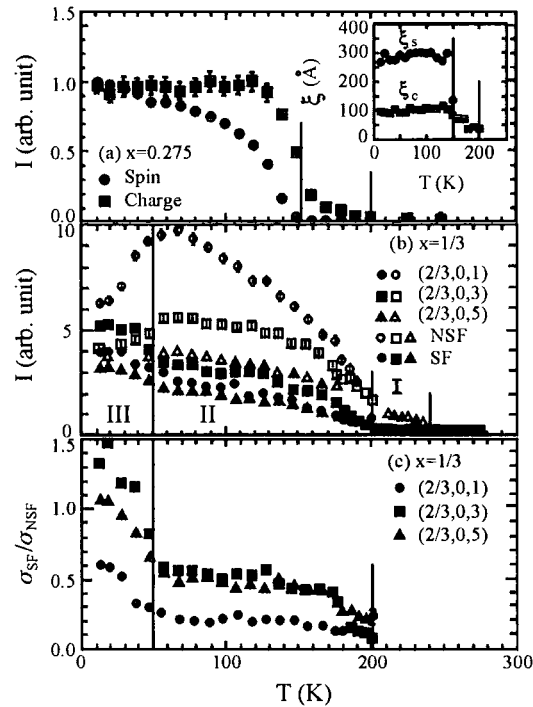 I (arb. unit)
1.5
1.0
0.5
0.0
(a) x=0.275
Spin
Charge
ξ (Å)
400
300
200
100
0
ξs
ξc
0 100 200
T (K)
I (arb. unit)
10
5
0
(b) x=1/3
(2/3,0,1)
(2/3,0,3)
(2/3,0,5)
NSF
SF
III
II
I
σSF/σNSF
1.5
1.0
0.5
0.0
(c) x=1/3
(2/3,0,1)
(2/3,0,3)
(2/3,0,5)
0 100 200 300
T (K)